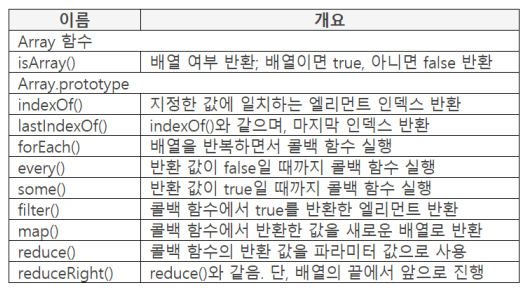 이름 개요
Array 함수
isArray() 배열 여부 반환; 배열이면 true, 아니면 false 반환
Array.prototype
indexOf() 지정한 값에 일치하는 엘리먼트 인덱스 반환
lastIndexOf() indexOf()와 같으며, 마지막 인덱스 반환
forEach() 배열을 반복하면서 콜백 함수 실행
every() 반환 값이 false일 때까지 콜백 함수 실행
some() 반환 값이 true일 때까지 콜백 함수 실행
filter() 콜백 함수에서 true를 반환한 엘리먼트 반환
map() 콜백 함수에서 반환한 값을 새로운 배열로 반환
reduce() 콜백 함수의 반환 값을 파라미터 값으로 사용
reduceRight() reduce()와 같음. 단, 배열의 끝에서 앞으로 진행